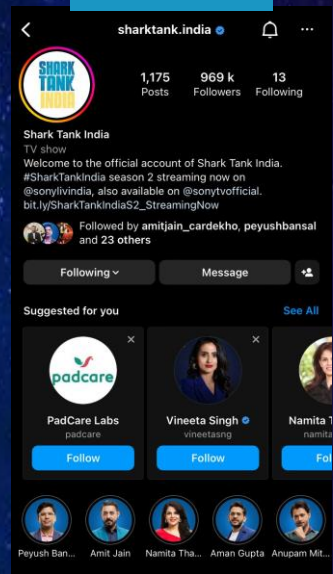 sharktank.india
SHARK
TANK
INDIA
1,175 969 k 13
Posts Followers Following
Shark Tank India
TV show
Welcome to the official account of Shark Tank India.
#SharkTankIndia season 2 streaming now on
@sonylivindia, also available on @sonytvofficial.
bit.ly/SharkTankIndiaS2_StreamingNow
Followed by amitjain_cardekho, peyushbansal
and 23 others
Following Message
Suggested for you See All
padcare
PadCare Labs Vineeta Singh Namita T
padcare vineetasng namita
Follow Follow Fol
Peyush Ban... Amit Jain Namita Tha... Aman Gupta Anupam Mit...